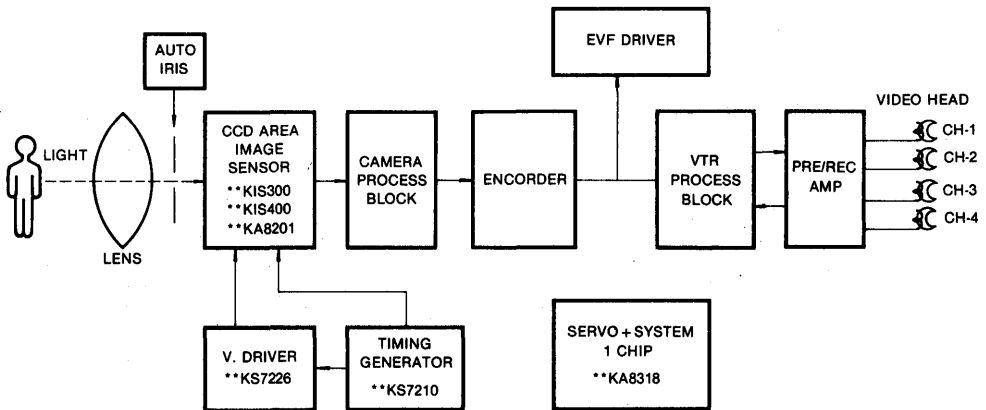 EVF DRIVER
AUTO
IRIS
LIGHT
LENS
CCD AREA
IMAGE
SENSOR
**KIS300
**KIS400
**KA8201
CAMERA
PROCESS
BLOCK
ENCORDER
VTR
PROCESS
BLOCK
PRE/REC
AMP
VIDEO HEAD
CH-1
CH-2
CH-3
CH-4
V. DRIVER
**KS7226
TIMING
GENERATOR
**KS7210
SERVO + SYSTEM
1 CHIP
**KA8318